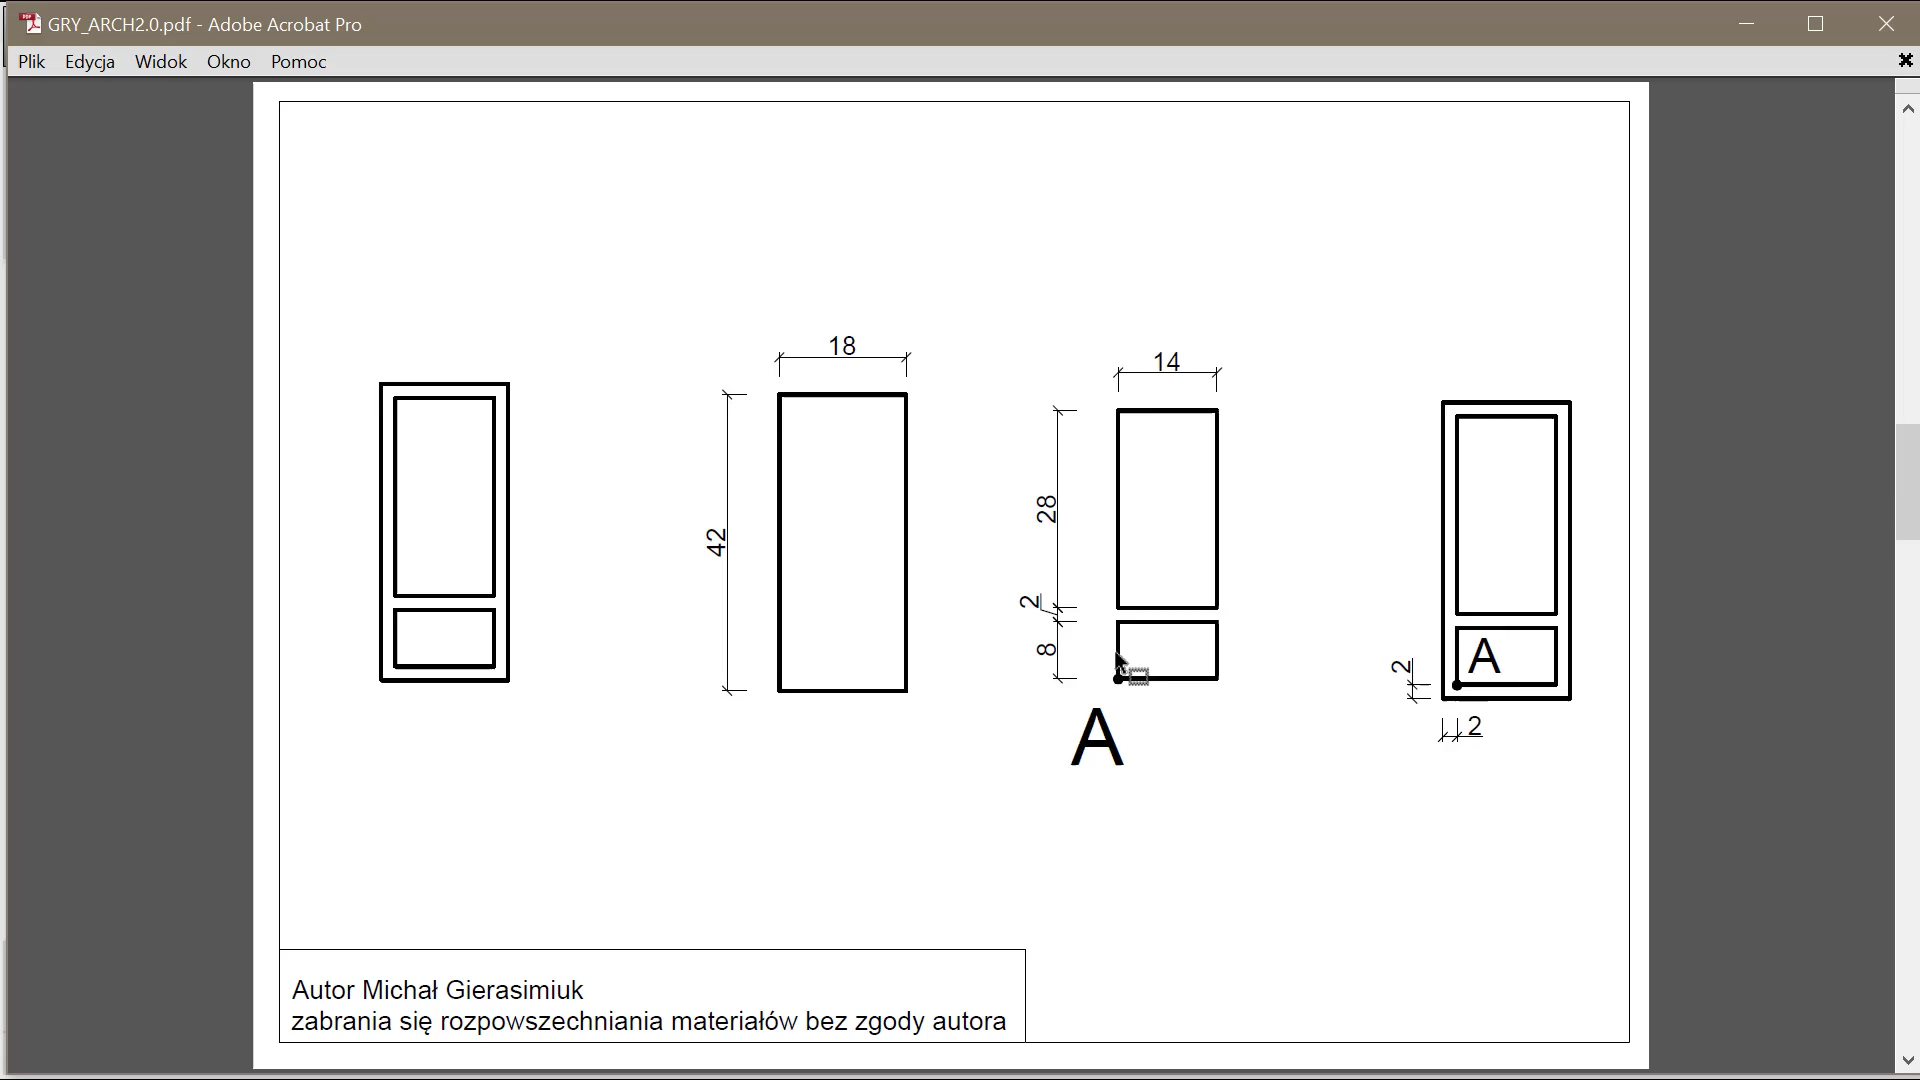 GRY_ARCH2.0.pdf - Adobe Acrobat Pro
Plik Edycja Widok Okno Pomoc
18
14
42
28
2
8
A
A
2
2
Autor Michał Gierasimiuk
zabrania się rozpowszechniania materiałów bez zgody autora